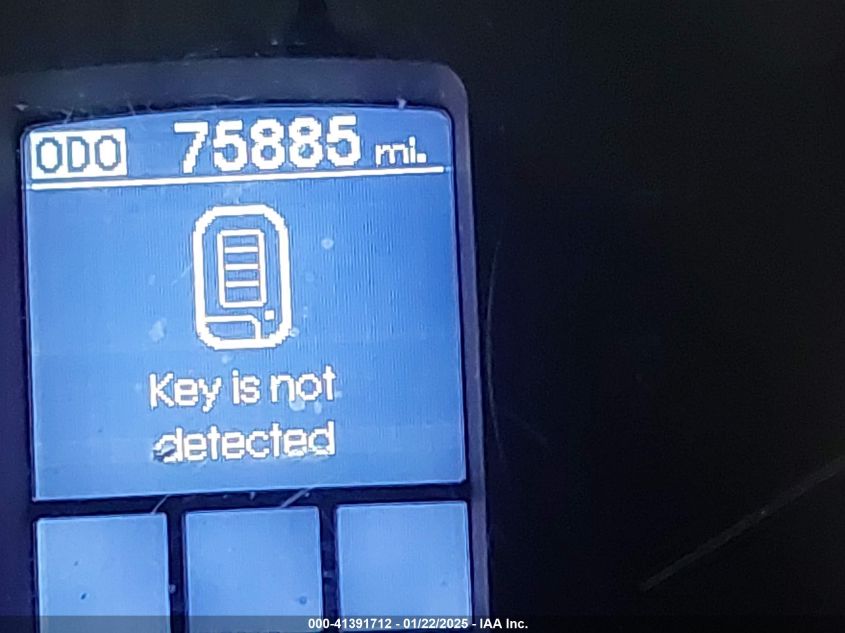 ODO 75885 mi.
Key is not
detected
000-41391712 - 01/22/2025 - IAA Inc.